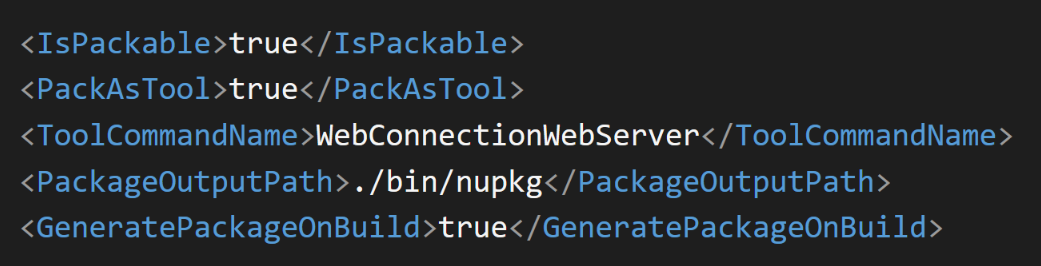 <IsPackable>true</IsPackable>
<PackAsTool>true</PackAsTool>
<ToolCommandName>WebConnectionWebServer</ToolCommandName>
<PackageOutputPath>./bin/nupkg</PackageOutputPath>
<GeneratePackageOnBuild>true</GeneratePackageOnBuild>